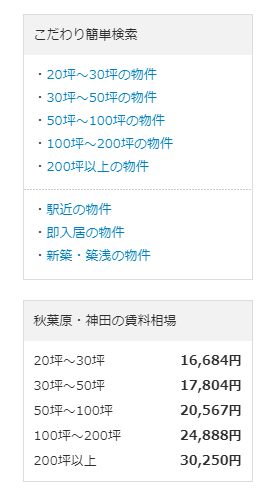 こだわり簡単検索
・20坪～30坪の物件
・30坪～50坪の物件
・50坪～100坪の物件
・100坪～200坪の物件
・200坪以上の物件
・駅近の物件
・即入居の物件
・新築・築浅の物件
秋葉原・神田の賃料相場
20坪～30坪 16,684円
30坪～50坪 17,804円
50坪～100坪 20,567円
100坪～200坪 24,888円
200坪以上 30,250円